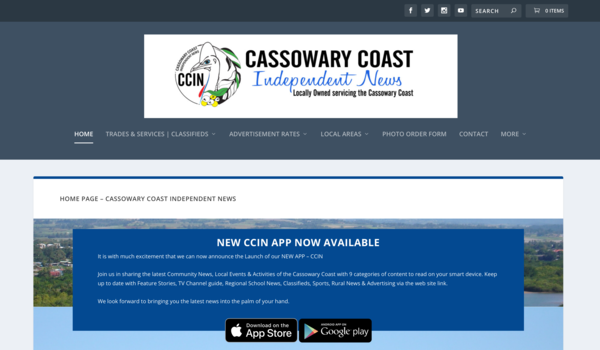 SEARCH
0 ITEMS
CASSOWARY COAST
INDEPENDENT NEWS
CCIN
CASSOWARY COAST
Independent News
Locally Owned servicing the Cassowary Coast
HOME
TRADES & SERVICES | CLASSIFIEDS
ADVERTISEMENT RATES
LOCAL AREAS
PHOTO ORDER FORM
CONTACT
MORE
HOME PAGE – CASSOWARY COAST INDEPENDENT NEWS
NEW CCIN APP NOW AVAILABLE
It is with much excitement that we can now announce the Launch of our NEW APP – CCIN
Join us in sharing the latest Community News, Local Events & Activities of the Cassowary Coast with 9 categories of content to read on your smart device. Keep
up to date with Feature Stories, TV Channel guide, Regional School News, Classifieds, Sports, Rural News & Advertising via the web site link.
We look forward to bringing you the latest news into the palm of your hand.
Download on the
App Store
ANDROID APP ON
Google play